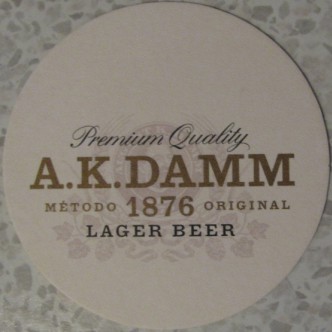 Premium Quality
A.K.DAMM
MÉTODO 1876 ORIGINAL
LAGER BEER